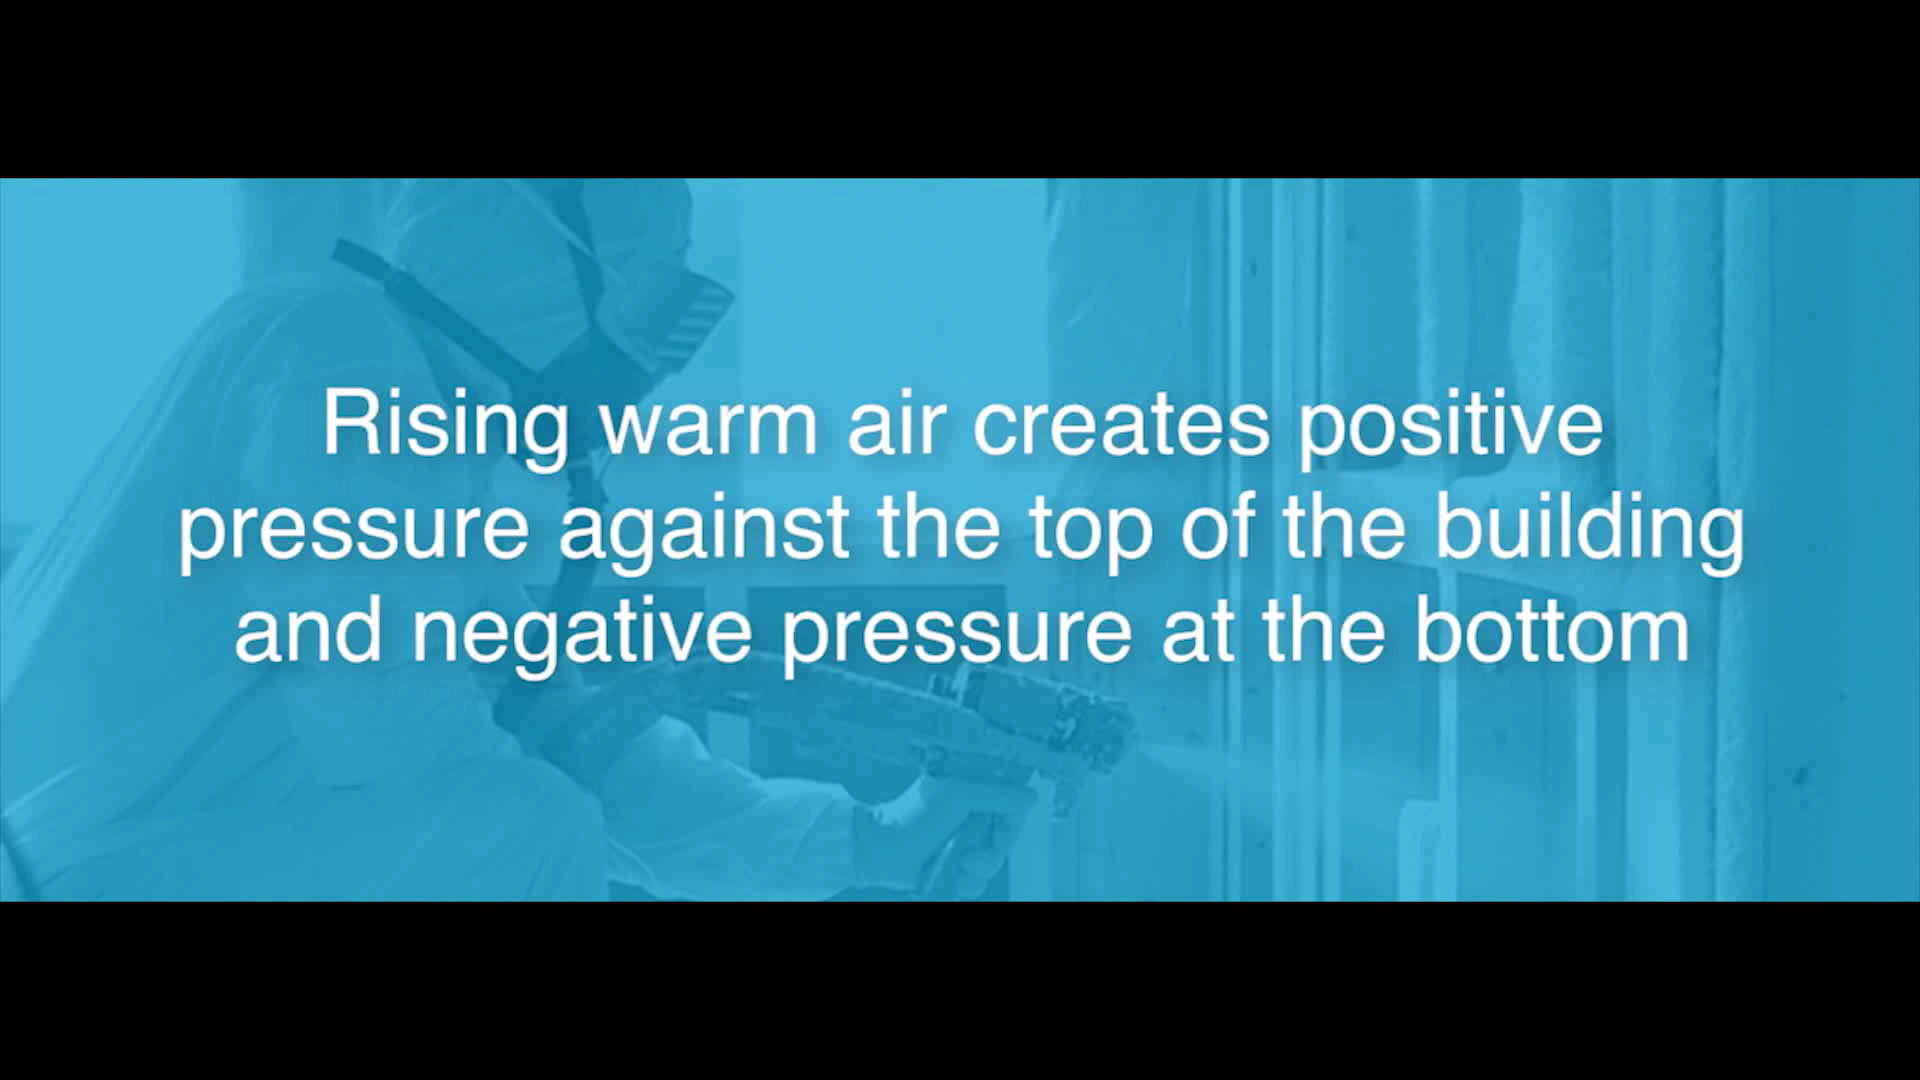 Rising warm air creates positive
pressure against the top of the building
and negative pressure at the bottom